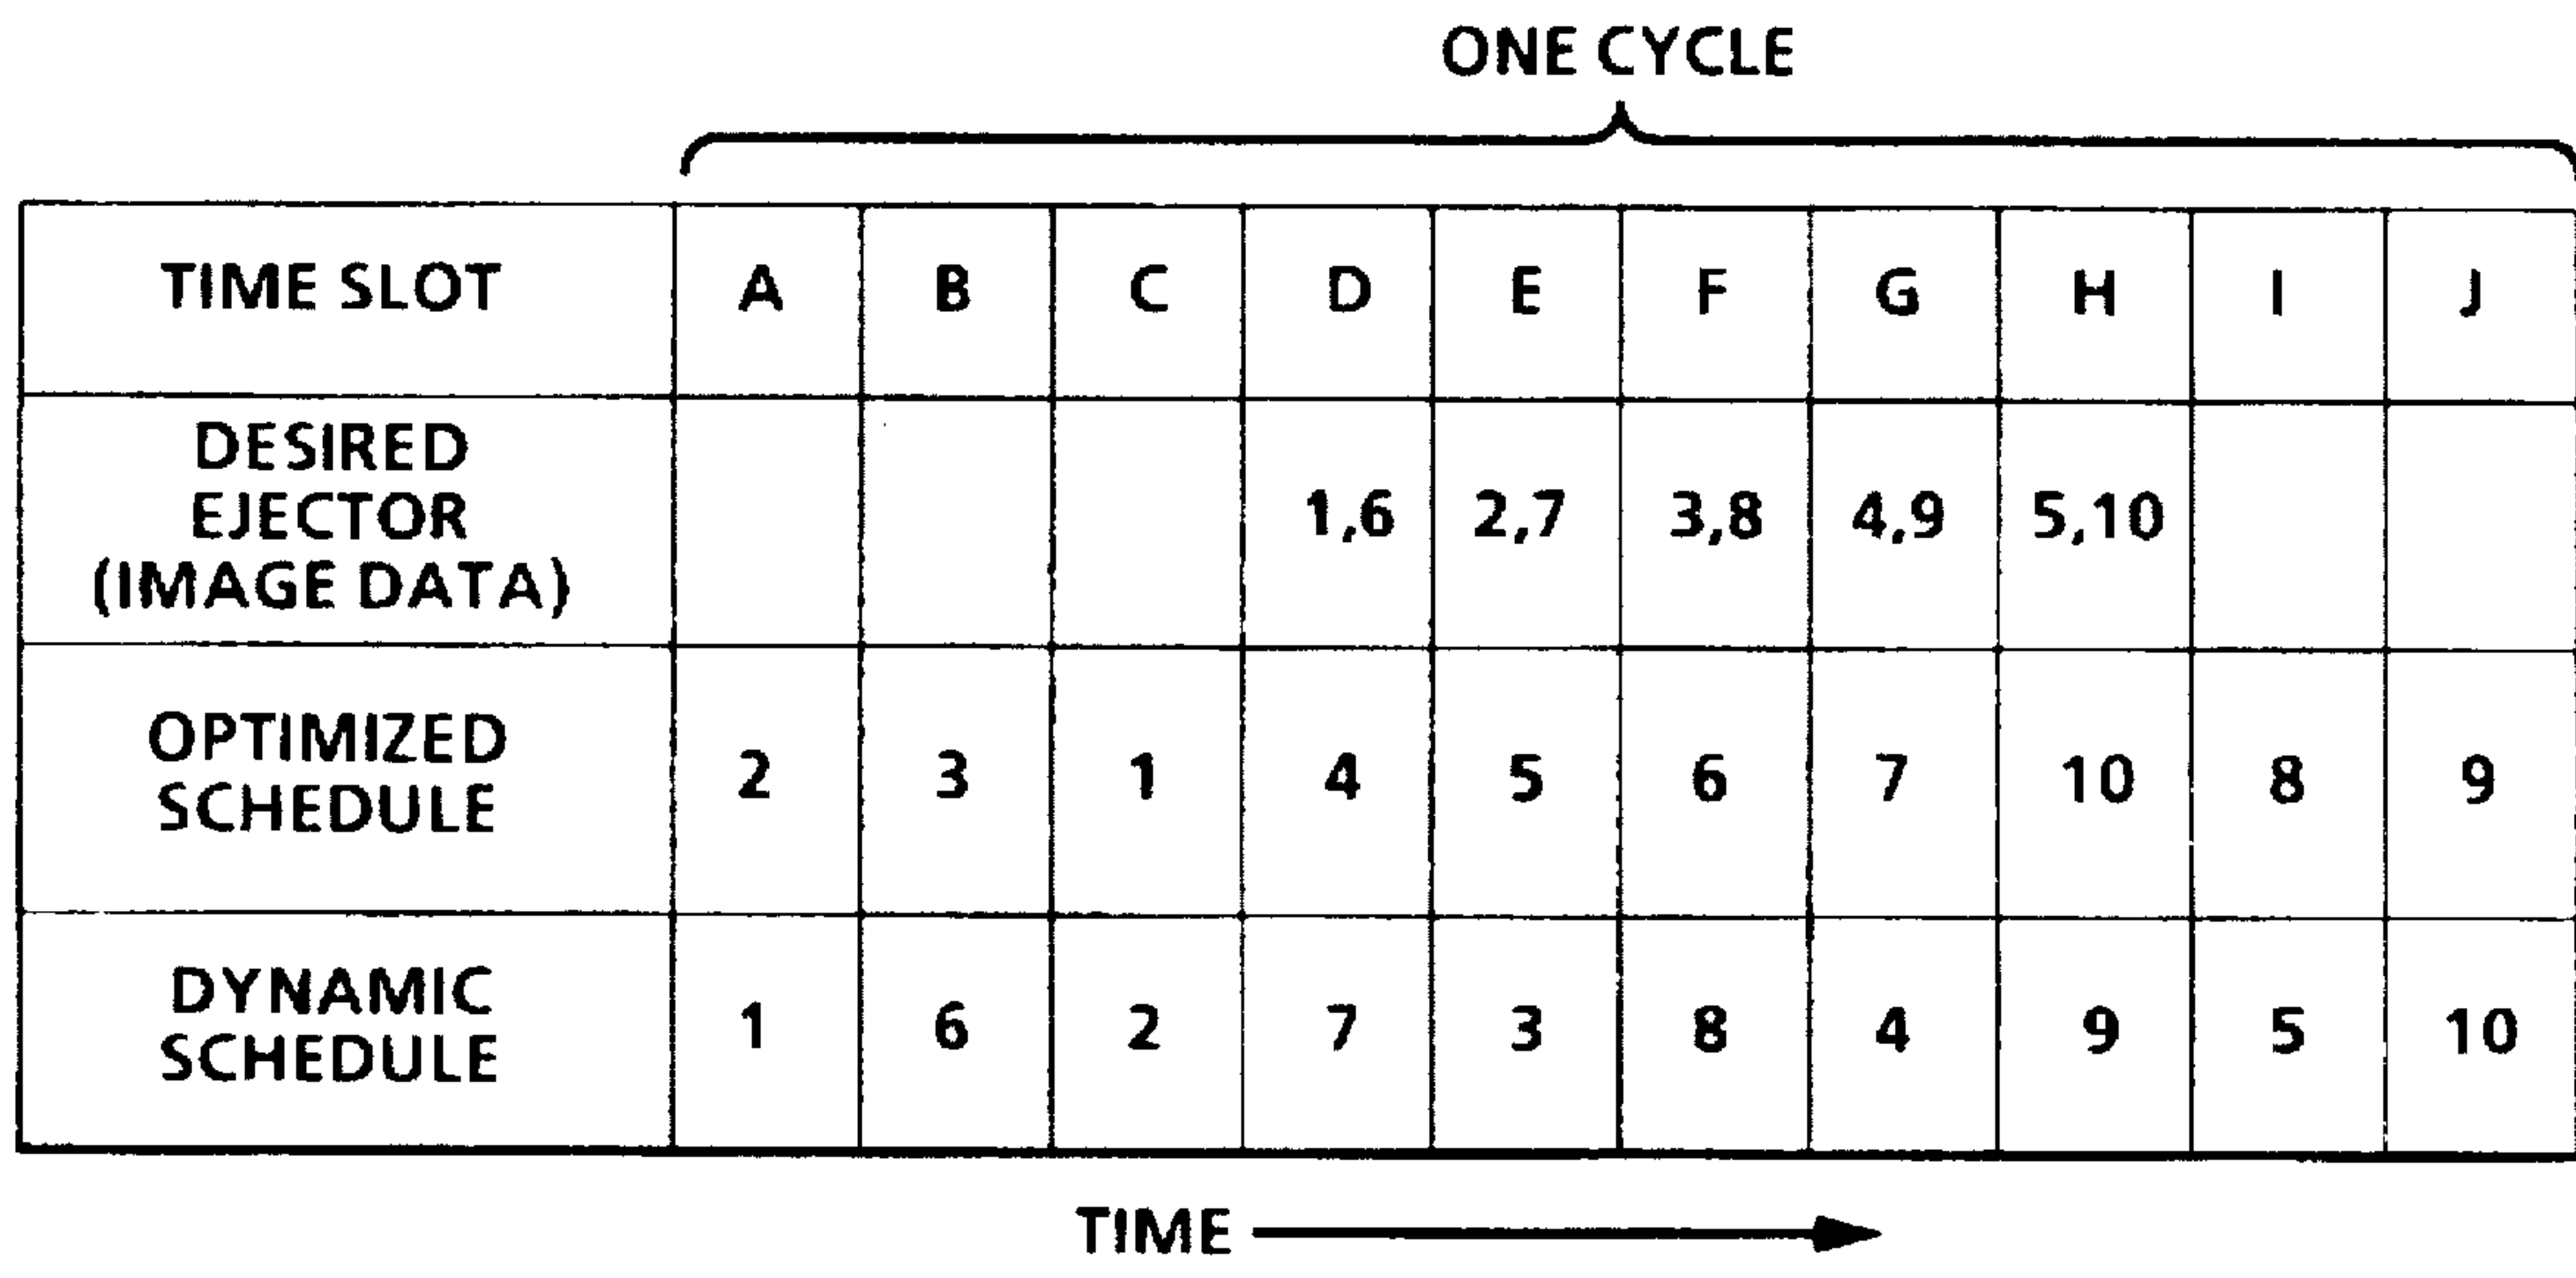 ONE CYCLE
TIME SLOT A B C D E F G H I J
DESIRED
EJECTOR 1,6 2,7 3,8 4,9 5,10
(IMAGE DATA)
OPTIMIZED
SCHEDULE 2 3 1 4 5 6 7 10 8 9
DYNAMIC
SCHEDULE 1 6 2 7 3 8 4 9 5 10
TIME